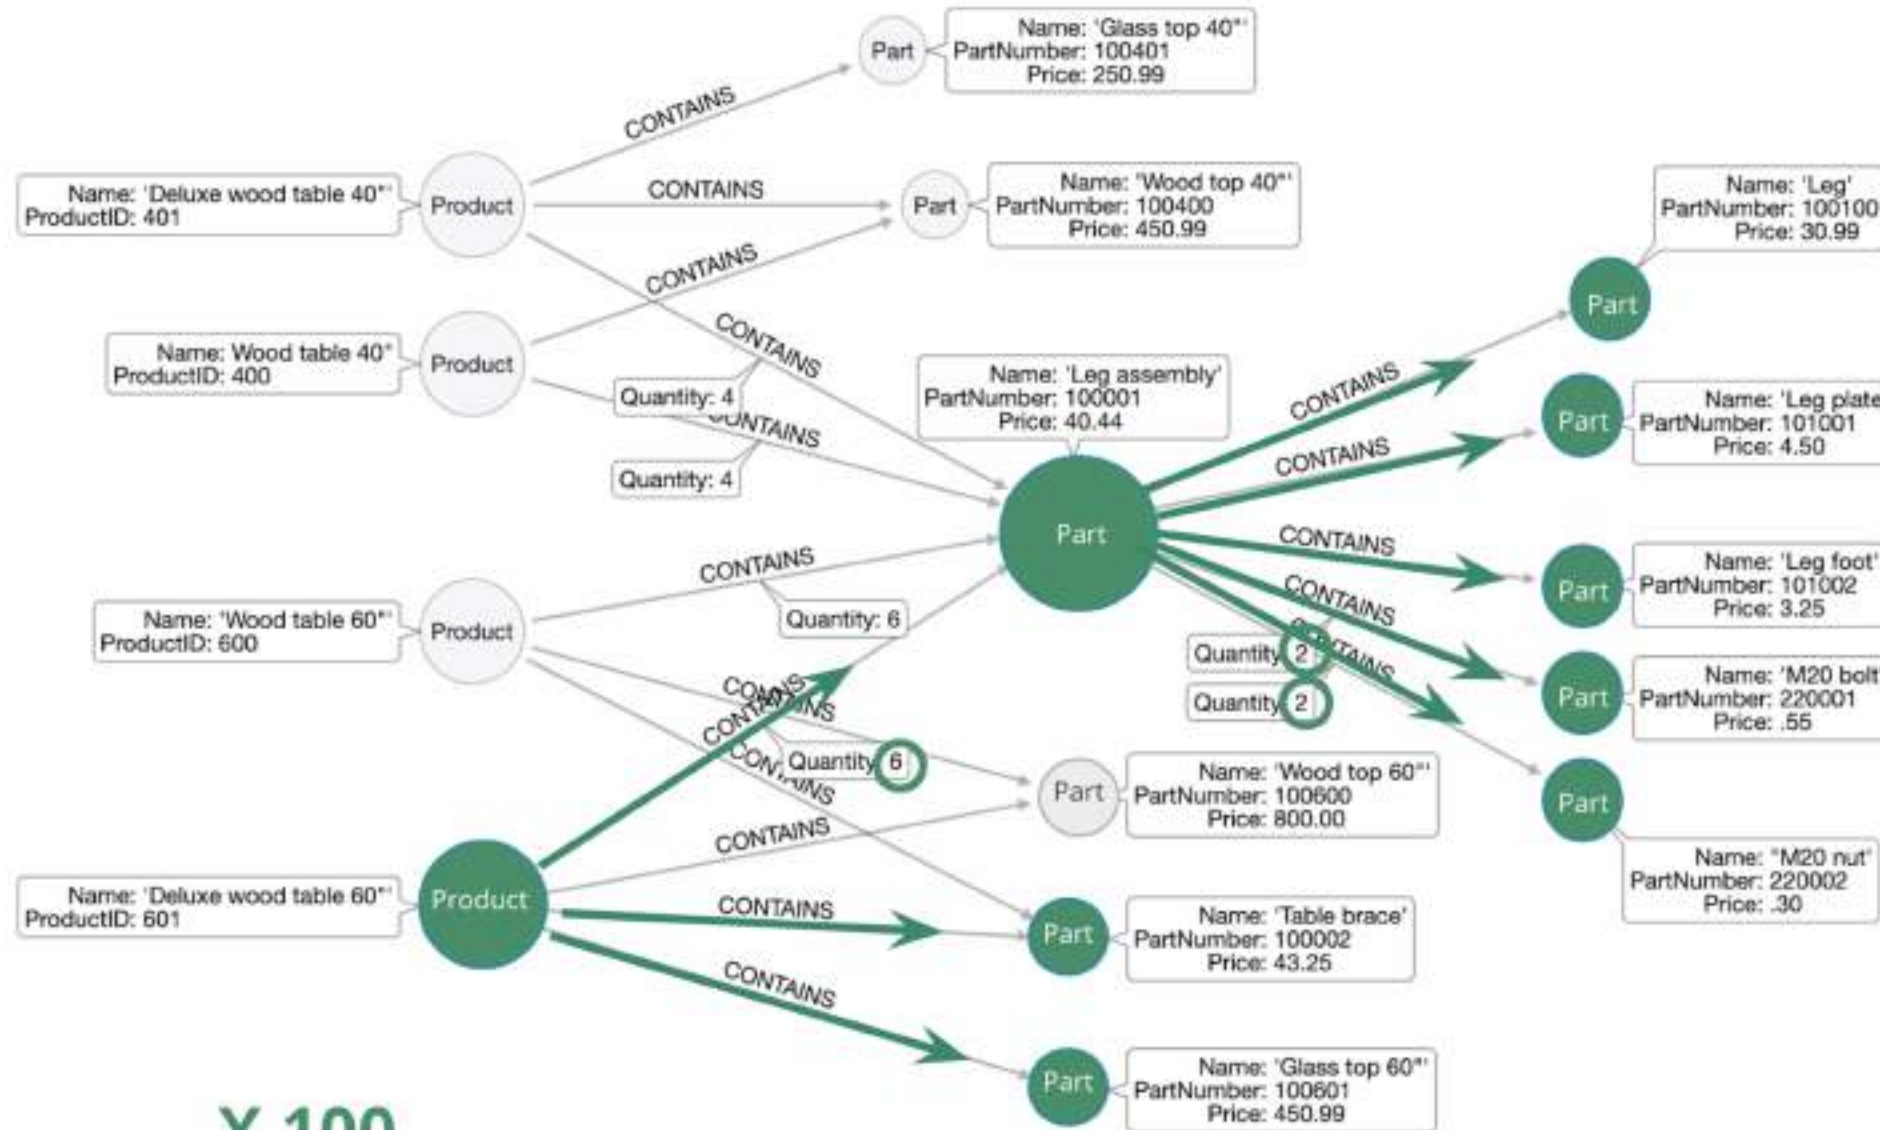 Name: 'Glass top 40"'
Part
PartNumber: 100401
Price: 250.99
CONTAINS
Name: 'Deluxe wood table 40"'
ProductID: 401
Product
CONTAINS
Part
Name: 'Wood top 40"'
PartNumber: 100400
Price: 450.99
Name: 'Leg'
PartNumber: 100100
Price: 30.99
Part
CONTAINS
Name: Wood table 40"
ProductID: 400
Product
CONTAINS
Quantity: 4
CONTAINS
Quantity: 4
Name: 'Leg assembly'
PartNumber: 100001
Price: 40.44
Part
CONTAINS
CONTAINS
Part
Name: 'Leg plate
PartNumber: 101001
Price: 4.50
CONTAINS
Part
Name: 'Leg foot'
PartNumber: 101002
Price: 3.25
CONTAINS
Quantity 2
CONTAINS
Quantity 2
Part
Name: 'M20 bolt'
PartNumber: 220001
Price: .55
Part
Name: "M20 nut'
PartNumber: 220002
Price: .30
Name: 'Wood table 60"'
ProductID: 600
Product
CONTAINS
Quantity: 6
CONTAINS
CONTAINS
Quantity 6
CONTAINS
Part
Name: 'Wood top 60"'
PartNumber: 100600
Price: 800.00
CONTAINS
Name: 'Deluxe wood table 60"'
ProductID: 601
Product
CONTAINS
Part
Name: 'Table brace'
PartNumber: 100002
Price: 43.25
CONTAINS
Part
Name: 'Glass top 60"'
PartNumber: 100601
Price: 450.99
X 100